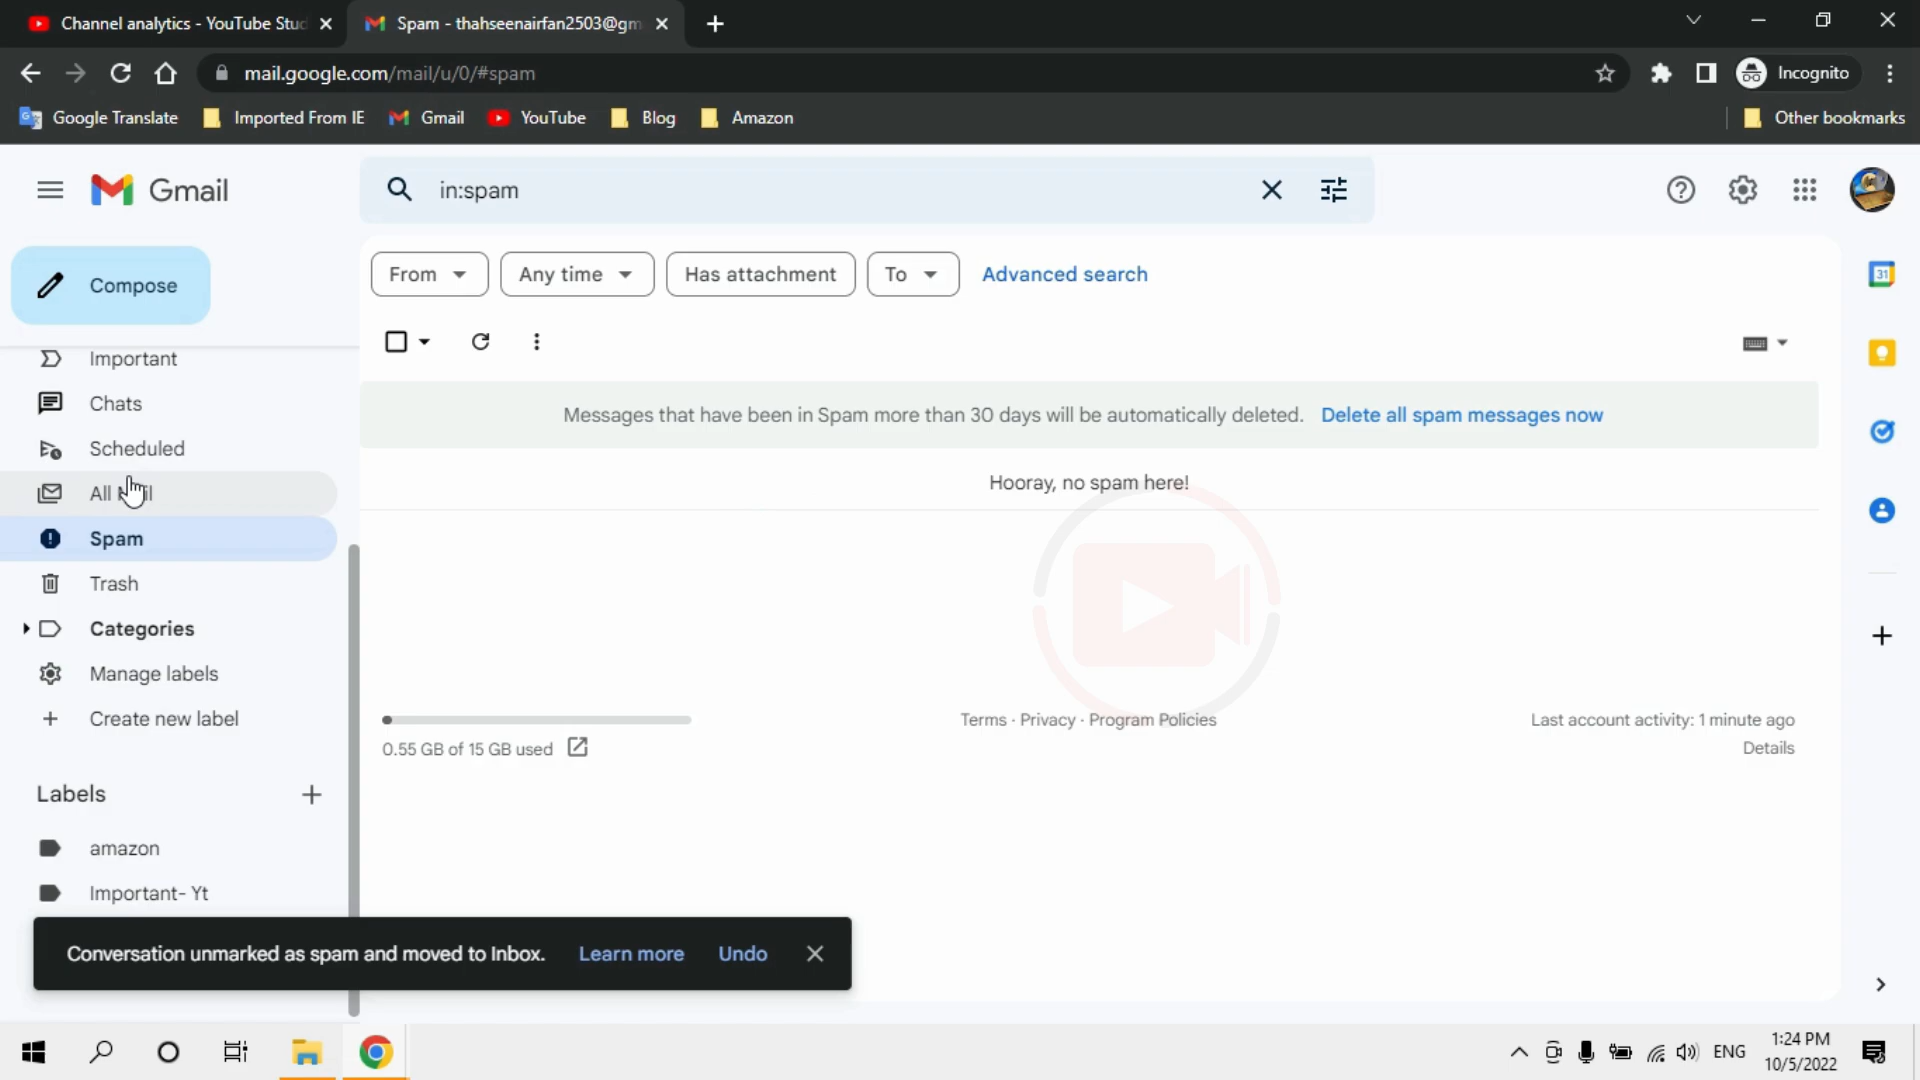 Channel analytics - YouTube Stud
Spam - thahseenairfan2503@gm
mail.google.com/mail/u/0/#spam
Incognito
Google Translate
Imported From IE
Gmail
YouTube
Blog
Amazon
Other bookmarks
Gmail
in:spam
Compose
From
Any time
Has attachment
To
Advanced search
Important
Chats
Scheduled
All
Spam
Trash
Categories
Manage labels
Create new label
Labels
amazon
Important- Yt
Messages that have been in Spam more than 30 days will be automatically deleted. Delete all spam messages now
Hooray, no spam here!
0.55 GB of 15 GB used
Terms · Privacy · Program Policies
Last account activity: 1 minute ago
Details
31
Conversation unmarked as spam and moved to Inbox. Learn more Undo
ENG
1:24 PM
10/5/2022